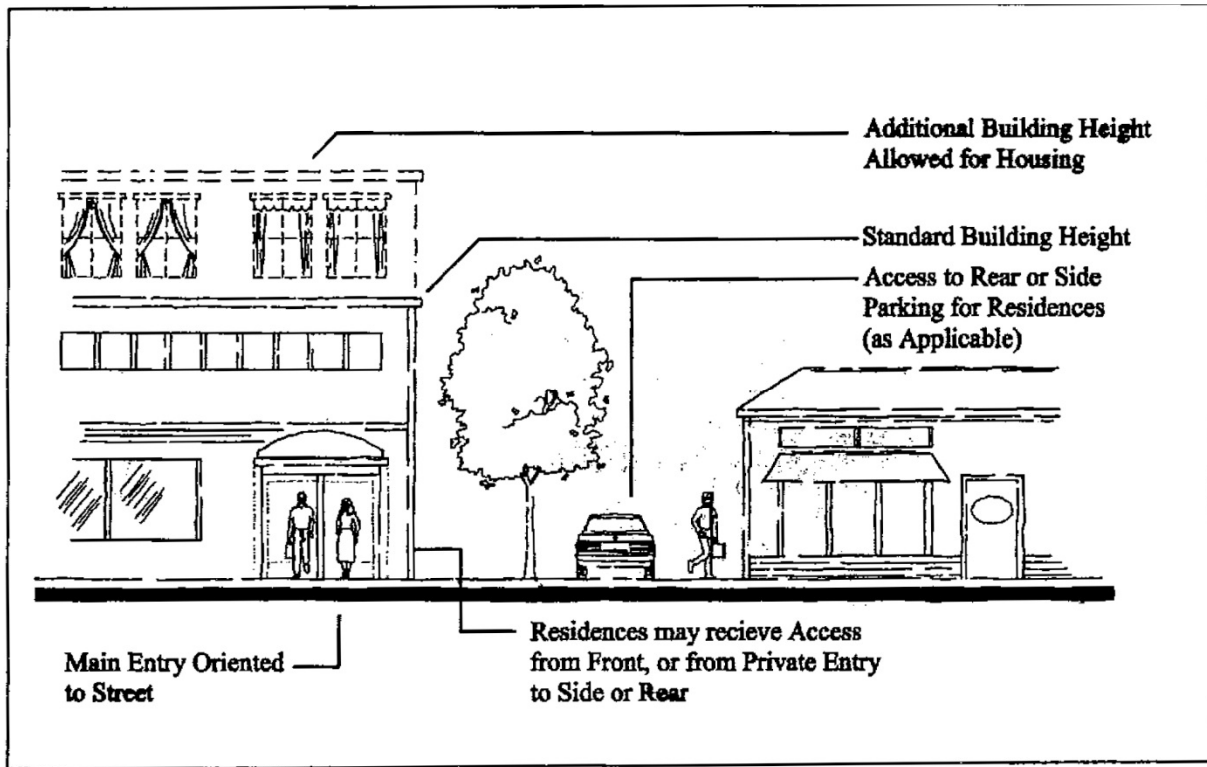 Additional Building Height
Allowed for Housing
Standard Building Height
Access to Rear or Side
Parking for Residences
(as Applicable)
Residences may recieve Access
from Front, or from Private Entry
to Side or Rear
Main Entry Oriented
to Street